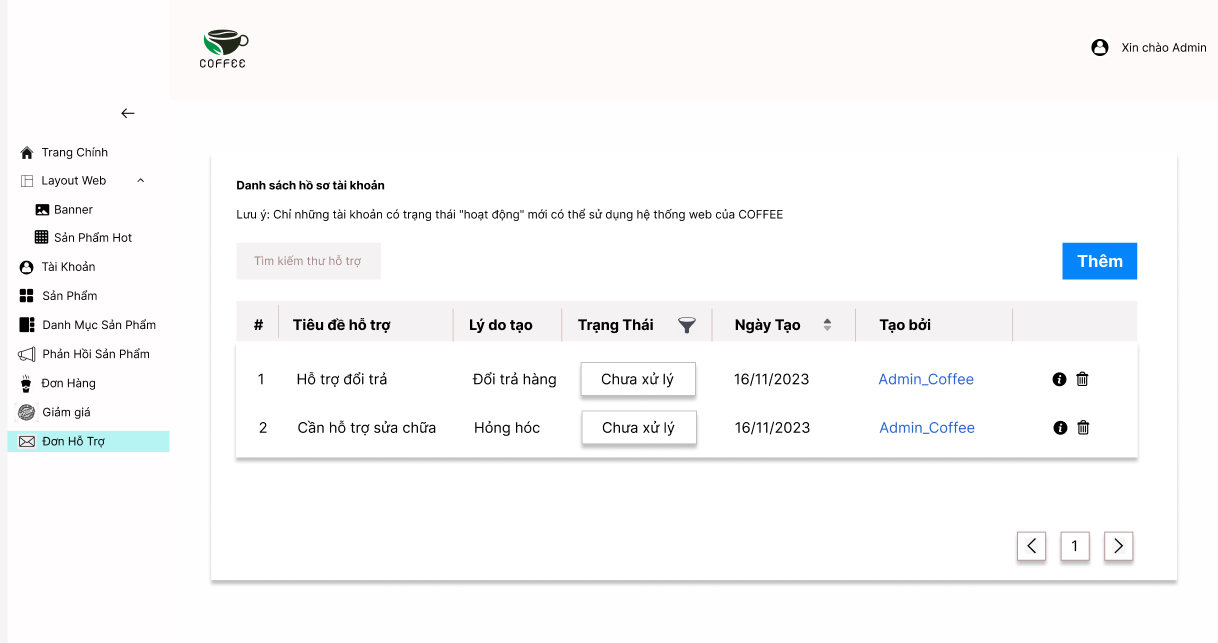 COFFEE
Xin chào Admin
Trang Chính
Layout Web
Banner
Sản Phẩm Hot
Tài Khoản
Sản Phẩm
Danh Mục Sản Phẩm
Phản Hồi Sản Phẩm
Đơn Hàng
Giảm giá
Đơn Hỗ Trợ
Danh sách hồ sơ tài khoản
Lưu ý: Chỉ những tài khoản có trạng thái "hoạt động" mới có thể sử dụng hệ thống web của COFFEE
Tìm kiếm thư hỗ trợ
Thêm
# Tiêu đề hỗ trợ Lý do tạo Trạng Thái Ngày Tạo Tạo bởi
1 Hỗ trợ đổi trả Đổi trả hàng Chưa xử lý 16/11/2023 Admin_Coffee
2 Cần hỗ trợ sửa chữa Hỏng hóc Chưa xử lý 16/11/2023 Admin_Coffee
1